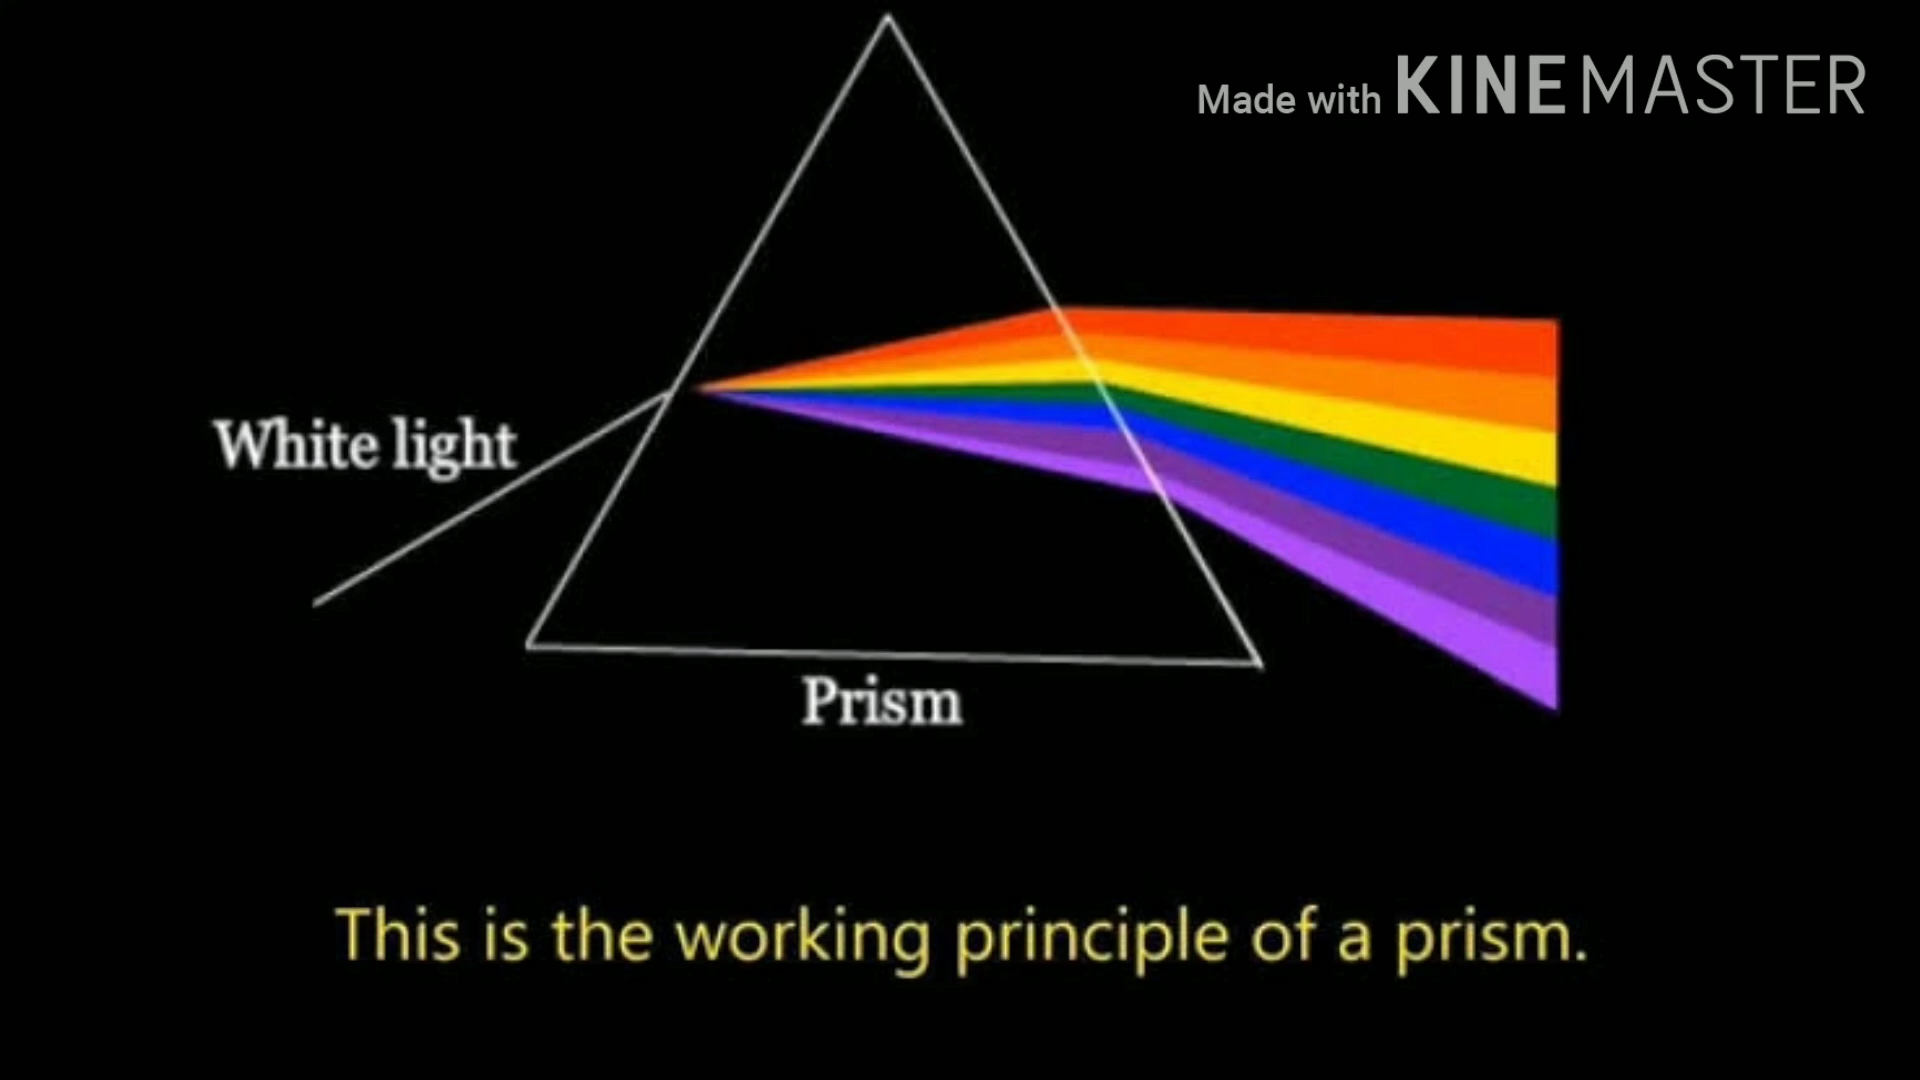 Made with KINEMASTER
White light
Prism
This is the working principle of a prism.